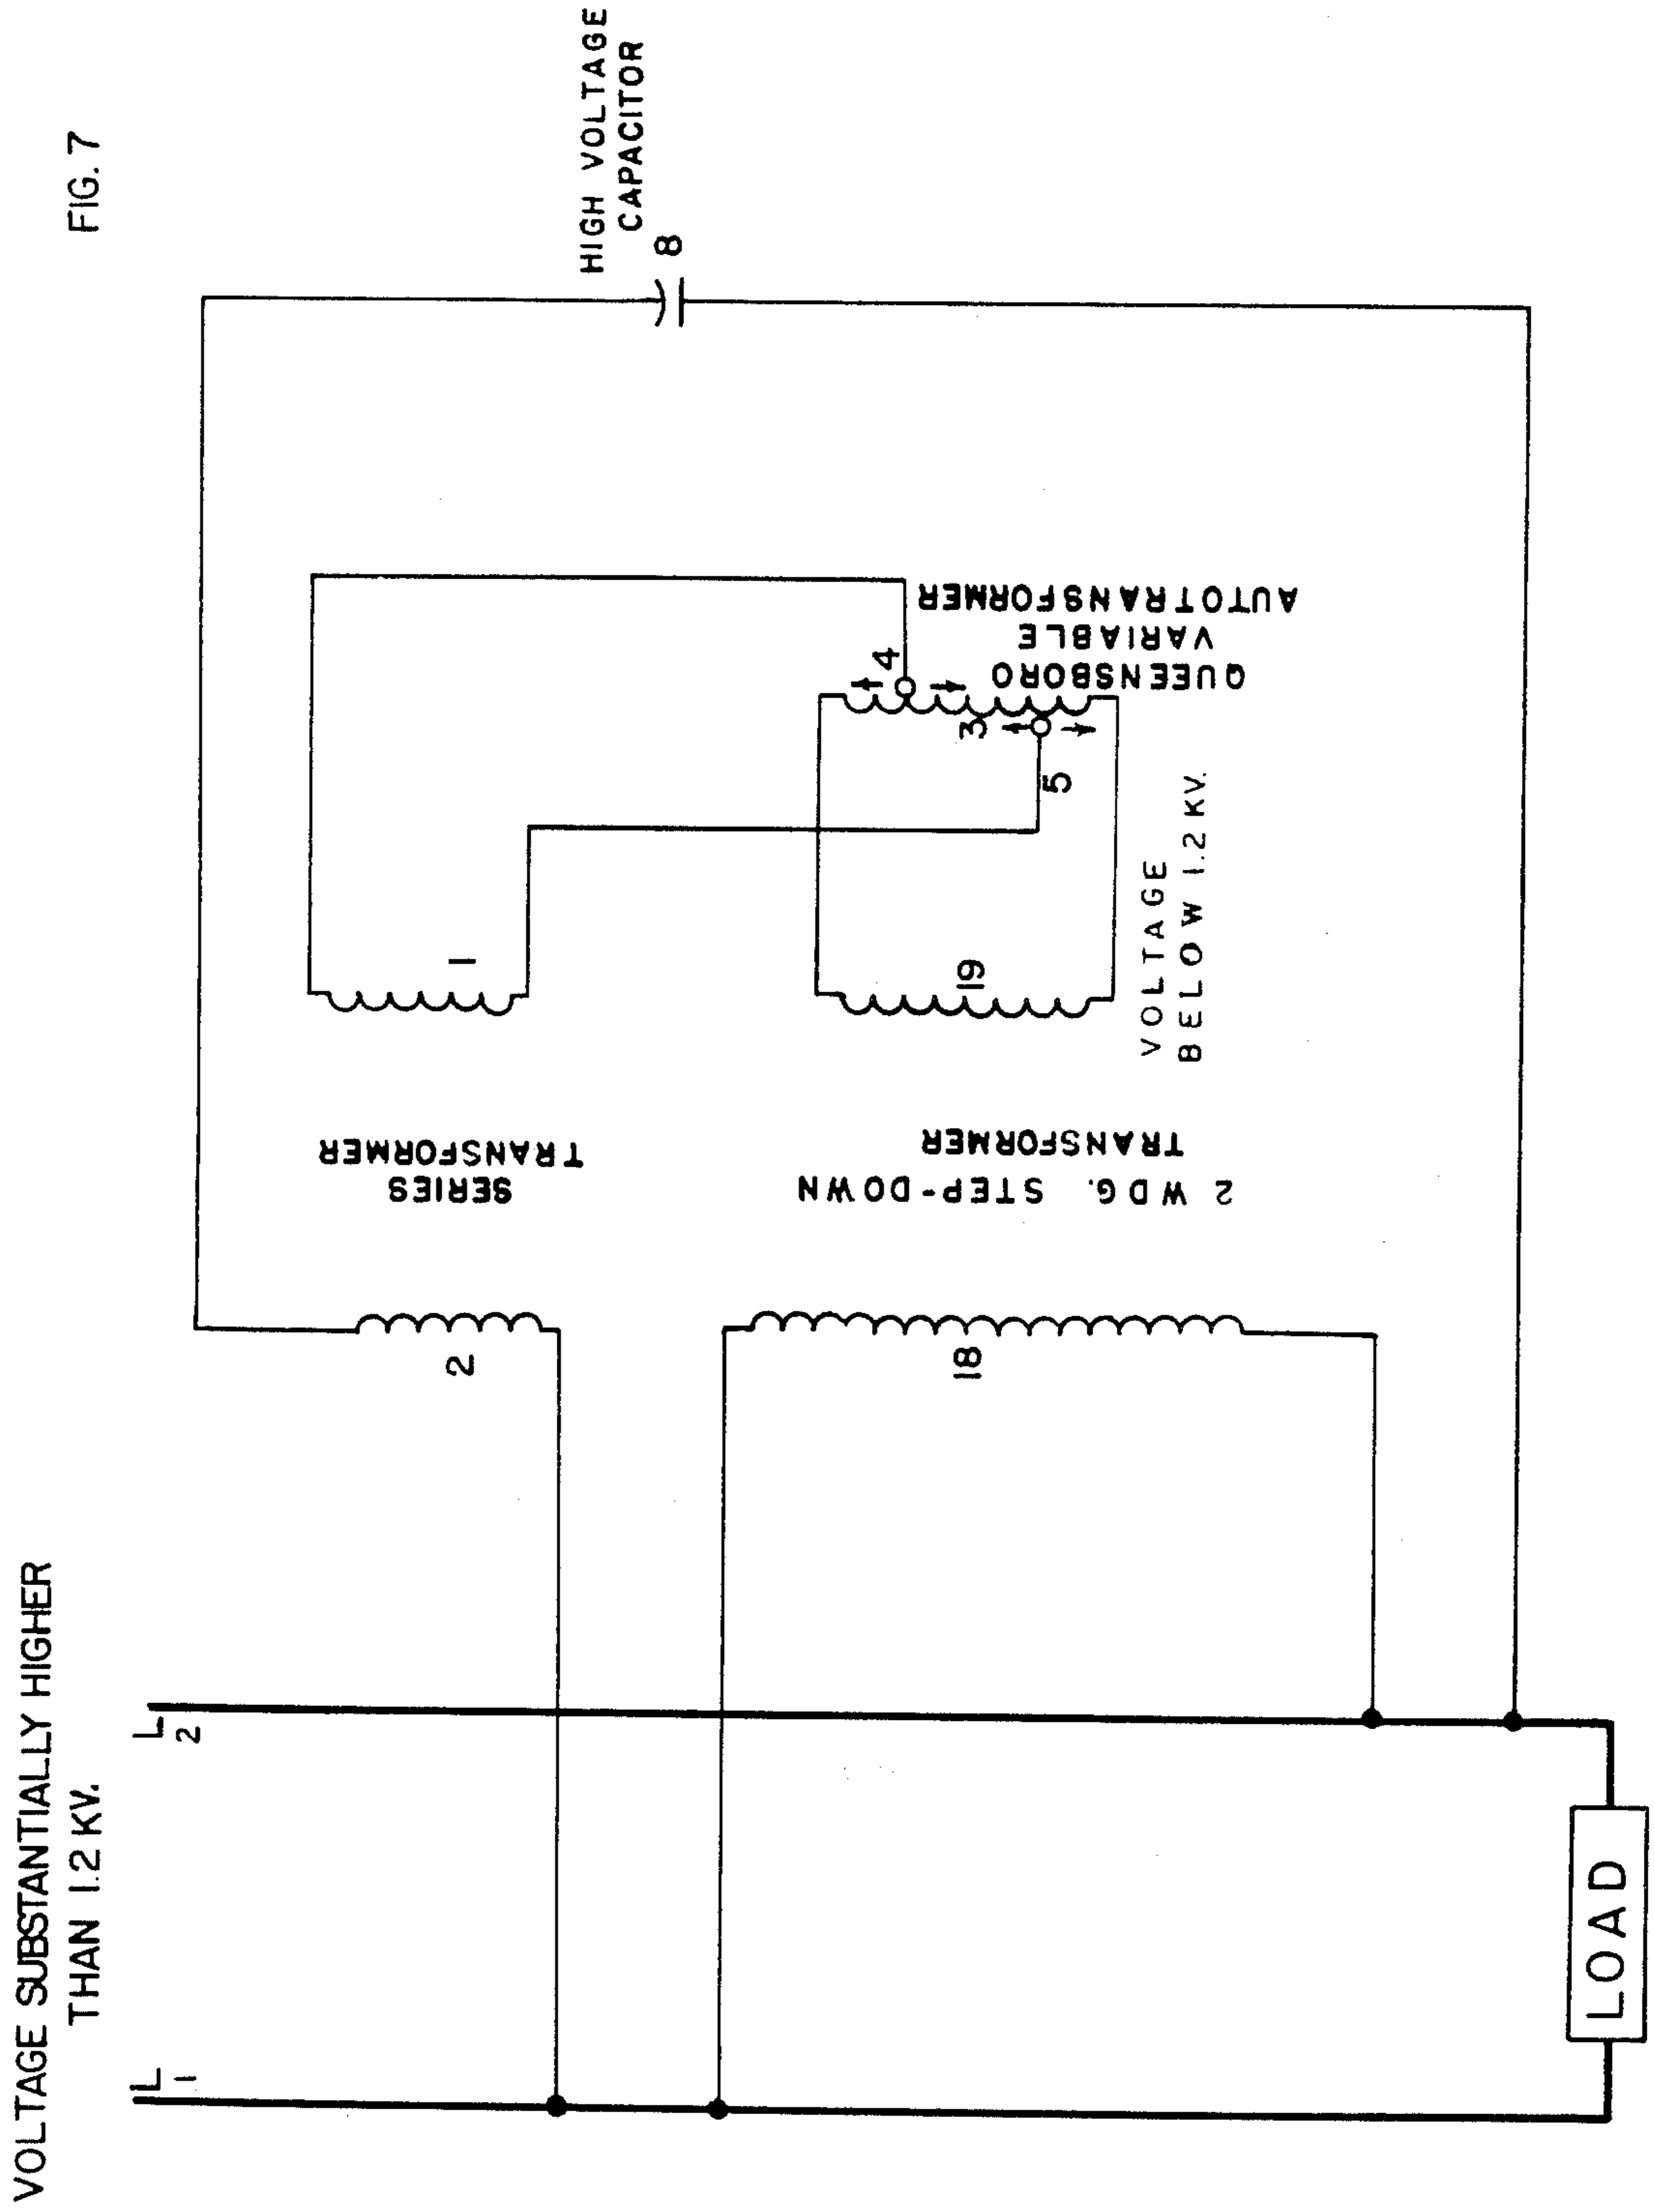 FIG. 7
VOLTAGE SUBSTANTIALLY HIGHER
THAN 1.2 KV.
L1
L2
HIGH VOLTAGE
CAPACITOR
8
SERIES
TRANSFORMER
2
1
2 WDG. STEP-DOWN
TRANSFORMER
18
19
VOLTAGE
BELOW 1.2 KV.
QUEENSBORO
VARIABLE
AUTOTRANSFORMER
4
3
5
LOAD